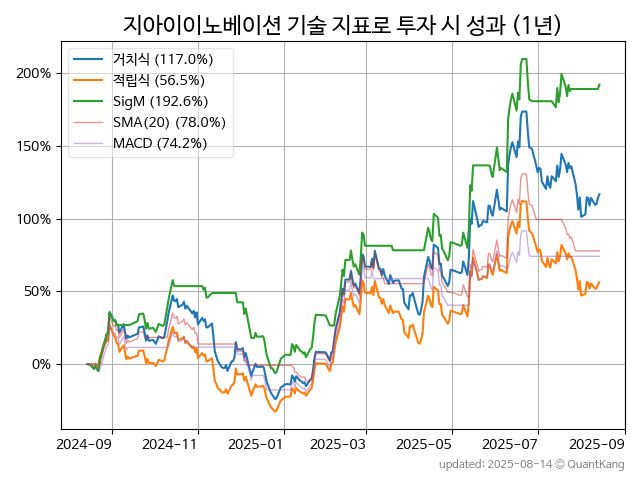 지아이이노베이션 기술 지표로 투자 시 성과 (1년)
거치식 (117.0%)
적립식 (56.5%)
SigM (192.6%)
SMA(20) (78.0%)
MACD (74.2%)
200%
150%
100%
50%
0%
2024-09 2024-11 2025-01 2025-03 2025-05 2025-07 2025-09
updated: 2025-08-14 © QuantKang